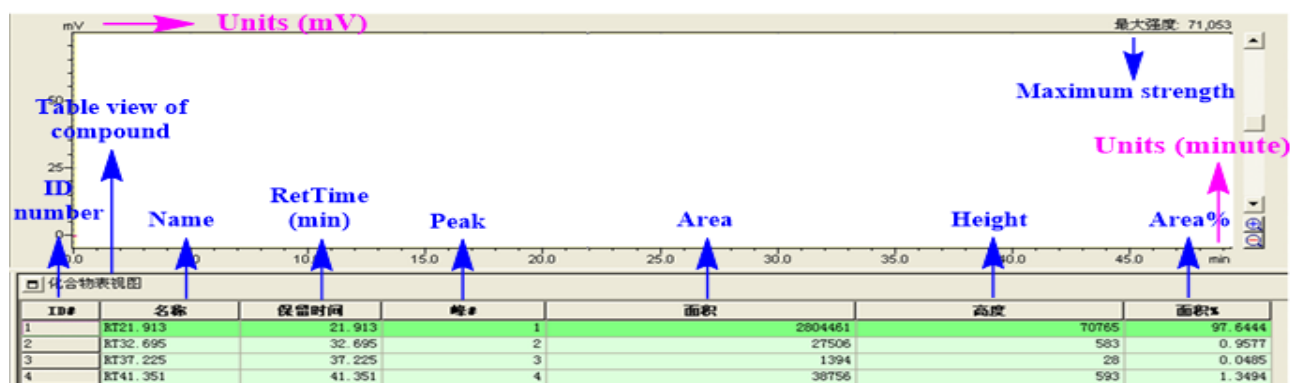 mV Units (mV) 最大强度: 71,053
Maximum strength
Table view of
compound
Units (minute)
25
ID
number
Name
RetTime
(min)
Peak
Area
Height
Area%
0
15.0 20.0 25.0 30.0 35.0 40.0 45.0 min
化合物表视图
ID# 名称 保留时间 峰# 面积 高度 面积%
1 RT21.913 21.913 1 2804461 70765 97.6444
2 RT32.695 32.695 2 27506 583 0.9577
3 RT37.225 37.225 3 1394 28 0.0485
4 RT41.351 41.351 4 38756 593 1.3494